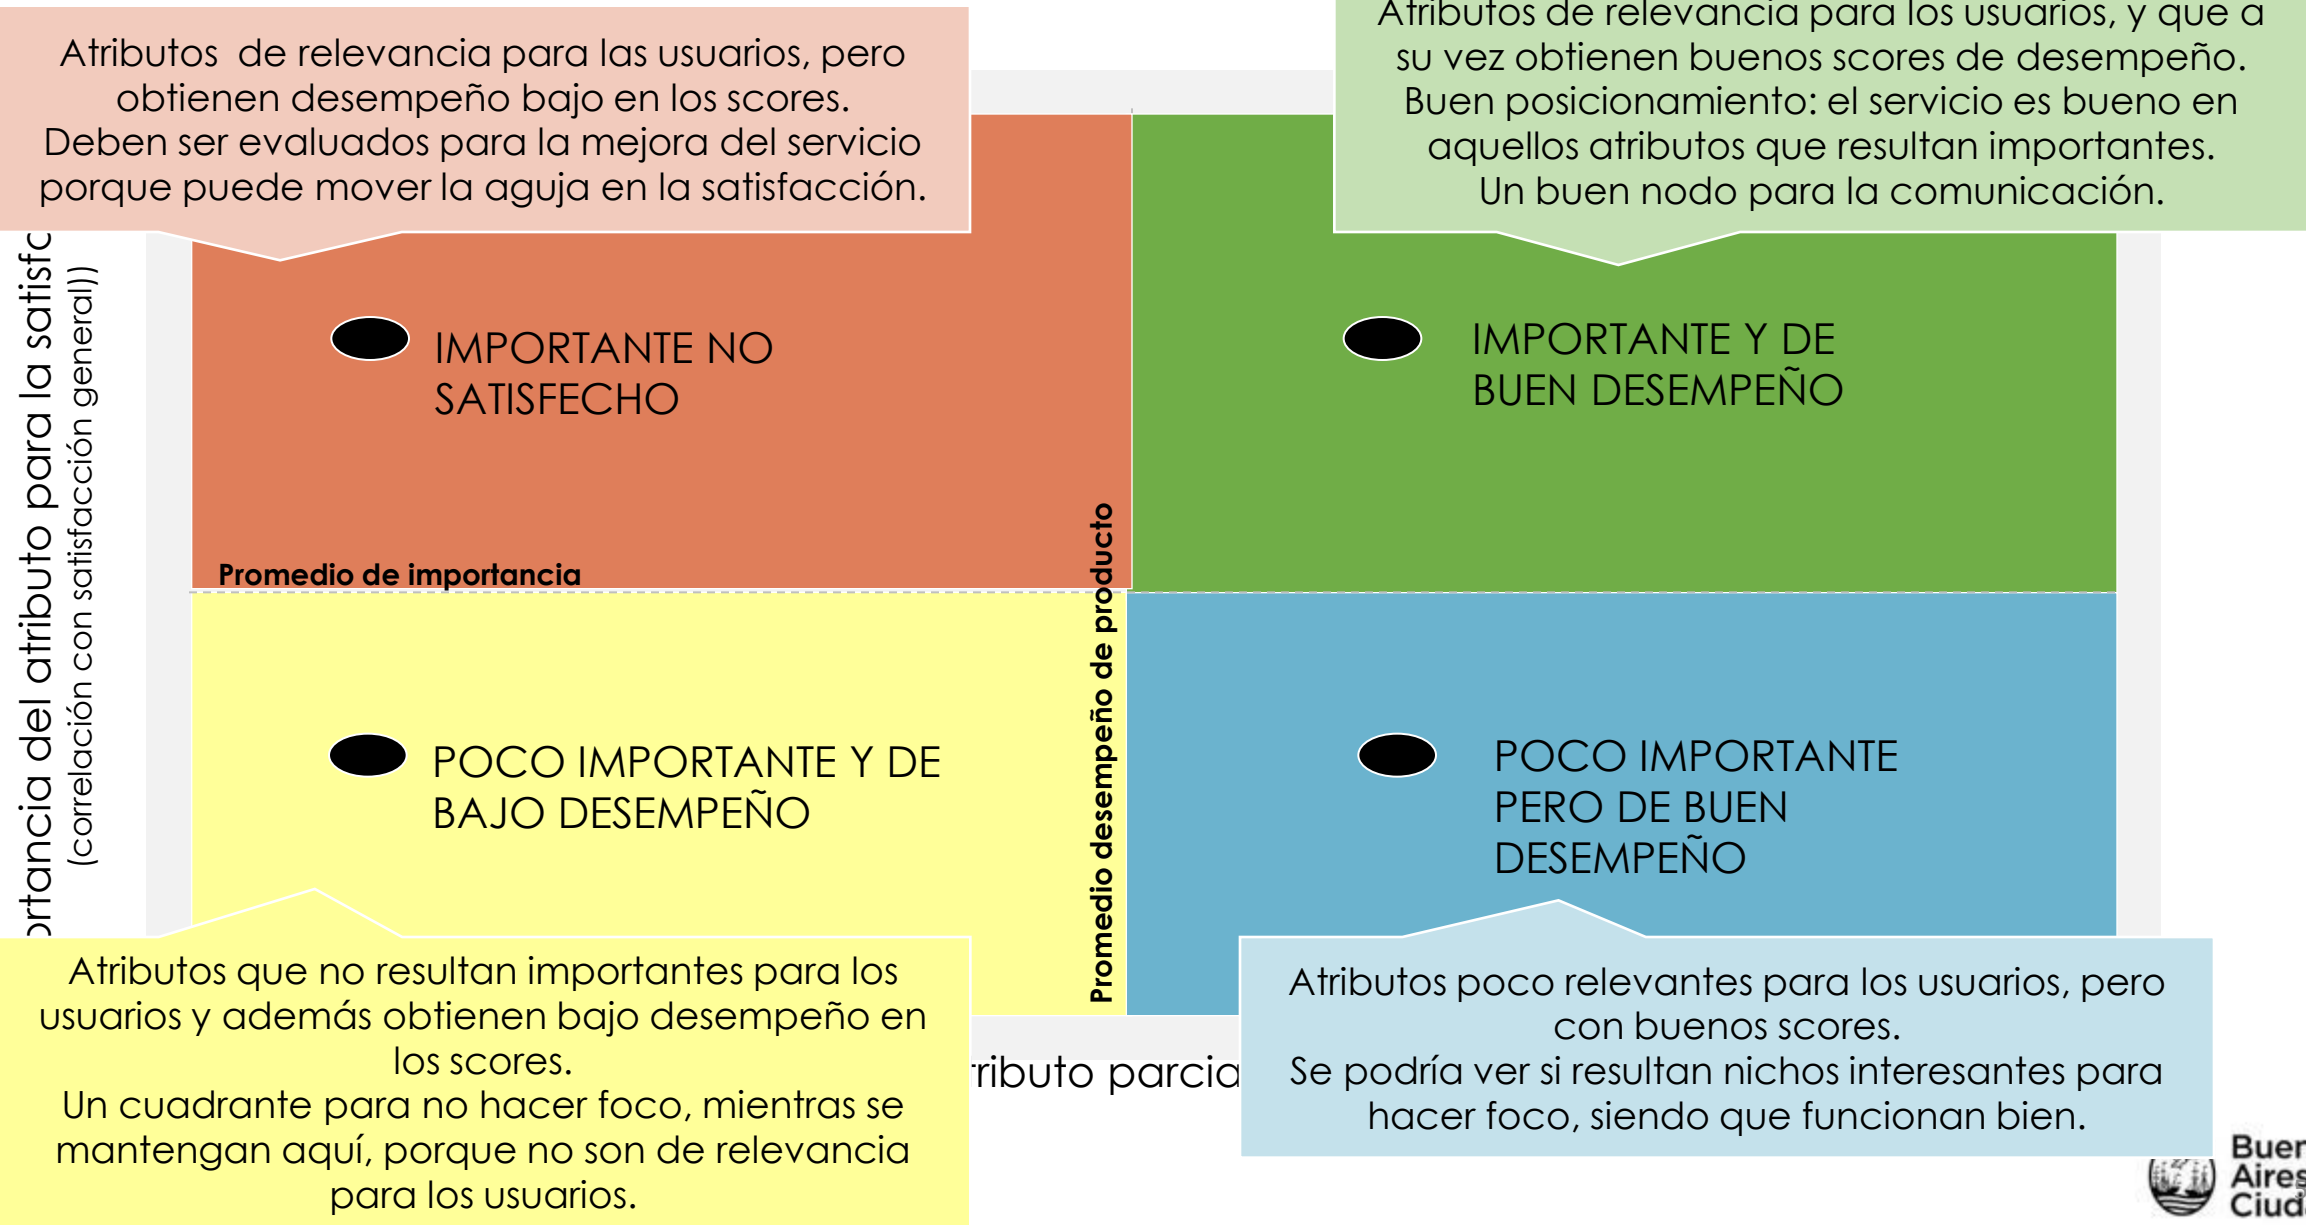 Atributos de relevancia para las usuarios, pero
obtienen desempeño bajo en los scores.
Deben ser evaluados para la mejora del servicio
porque puede mover la aguja en la satisfacción.
Atributos de relevancia para los usuarios, y que a
su vez obtienen buenos scores de desempeño.
Buen posicionamiento: el servicio es bueno en
aquellos atributos que resultan importantes.
Un buen nodo para la comunicación.
IMPORTANTE NO
SATISFECHO
IMPORTANTE Y DE
BUEN DESEMPEÑO
Promedio de importancia
Promedio desempeño de producto
del atributo para la
(correlación con satisfacción general))
POCO IMPORTANTE Y DE
BAJO DESEMPEÑO
POCO IMPORTANTE
PERO DE BUEN
DESEMPEÑO
Atributos que no resultan importantes para los
usuarios y además obtienen bajo desempeño en
los scores.
Un cuadrante para no hacer foco, mientras se
mantengan aquí, porque no son de relevancia
para los usuarios.
Atributos poco relevantes para los usuarios, pero
con buenos scores.
Se podría ver si resultan nichos interesantes para
hacer foco, siendo que funcionan bien.
Aires